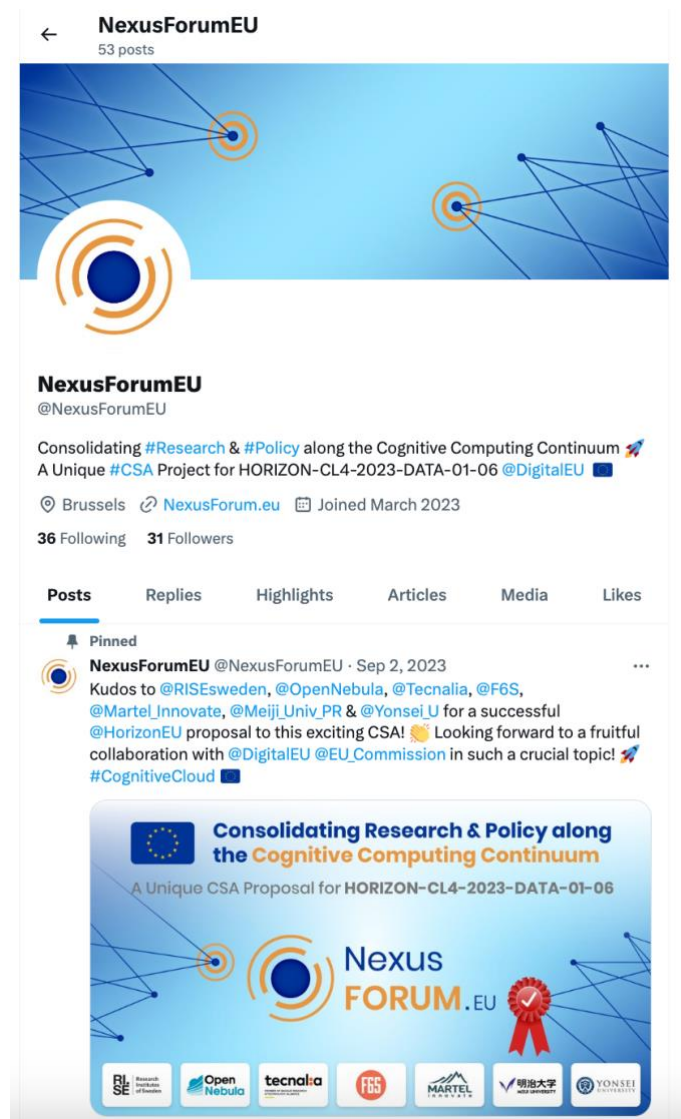 NexusForumEU
53 posts
NexusForumEU
@NexusForumEU
Consolidating #Research & #Policy along the Cognitive Computing Continuum 🚀
A Unique #CSA Project for HORIZON-CL4-2023-DATA-01-06 @DigitalEU 🇪🇺
Brussels NexusForum.eu Joined March 2023
36 Following 31 Followers
Posts Replies Highlights Articles Media Likes
Pinned
NexusForumEU @NexusForumEU · Sep 2, 2023
Kudos to @RISEsweden, @OpenNebula, @Tecnalia, @F6S,
@Martel_Innovate, @Meiji_Univ_PR & @Yonsei_U for a successful
@HorizonEU proposal to this exciting CSA! 👏 Looking forward to a fruitful
collaboration with @DigitalEU @EU_Commission in such a crucial topic! 🚀
#CognitiveCloud 🇪🇺
Consolidating Research & Policy along
the Cognitive Computing Continuum
A Unique CSA Proposal for HORIZON-CL4-2023-DATA-01-06
Nexus
FORUM.EU
RI.SE Research Institutes of Sweden
Open Nebula
tecnalia
F6S
MARTEL innovate
明治大学 MEIJI UNIVERSITY
YONSEI UNIVERSITY